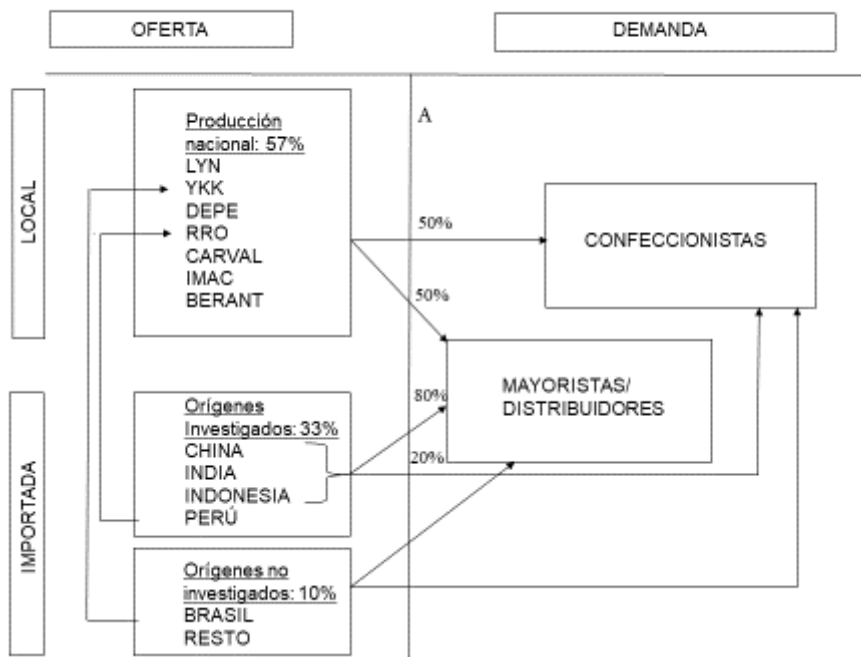 OFERTA
DEMANDA
LOCAL
Producción
nacional: 57%
LYN
YKK
DEPE
RRO
CARVAL
IMAC
BERANT
A
50%
50%
CONFECCIONISTAS
MAYORISTAS/
DISTRIBUIDORES
80%
20%
IMPORTADA
Orígenes
Investigados: 33%
CHINA
INDIA
INDONESIA
PERÚ
Orígenes no
investigados: 10%
BRASIL
RESTO